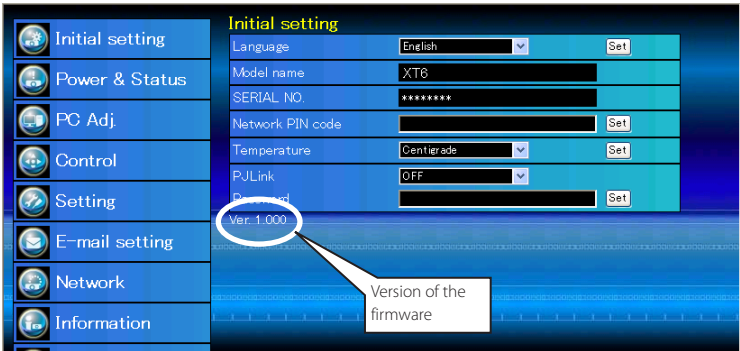 Initial setting
Power & Status
PC Adj.
Control
Setting
E-mail setting
Network
Information
Initial setting
Language English Set
Model name XT6
SERIAL NO. ********
Network PIN code Set
Temperature Centigrade Set
PJLink OFF
Password Set
Ver. 1.000
Version of the
firmware